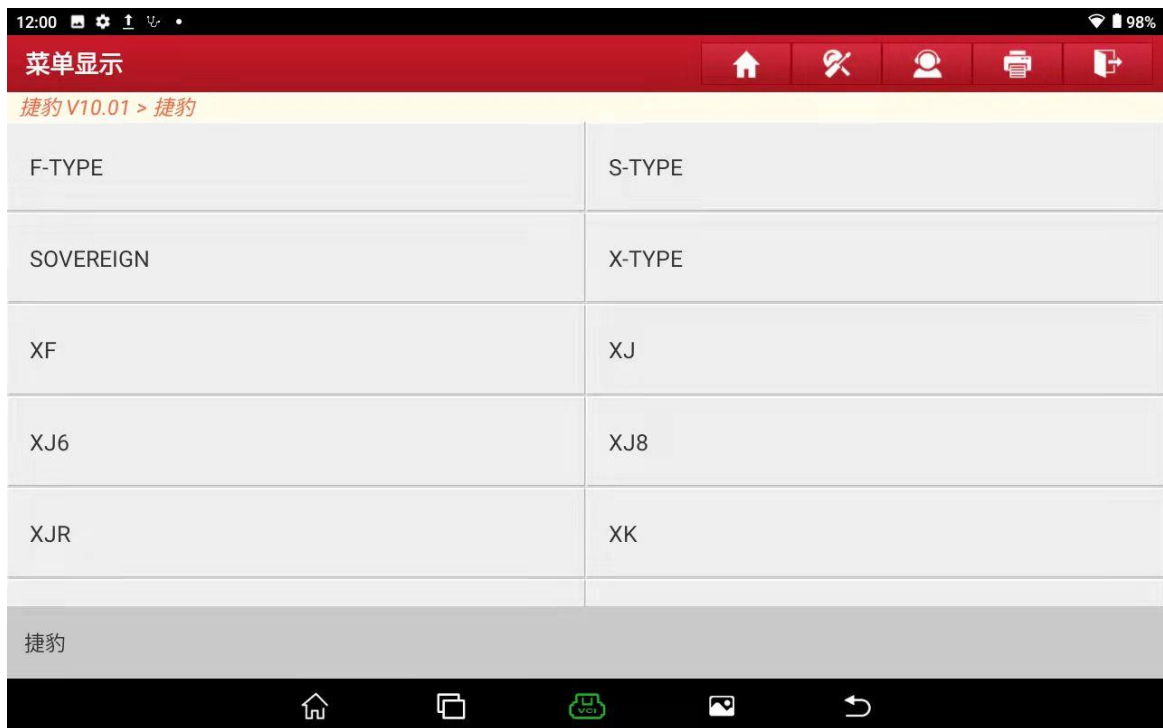 12:00 98%
菜单显示
捷豹 V10.01 > 捷豹
F-TYPE S-TYPE
SOVEREIGN X-TYPE
XF XJ
XJ6 XJ8
XJR XK
捷豹
VCI